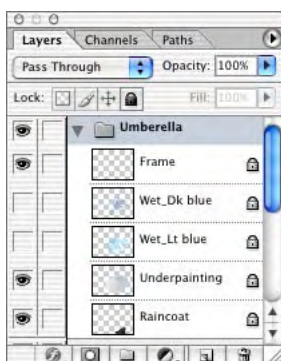 Layers Channels Paths
Pass Through Opacity: 100%
Lock: Fill: 100%
Umberella
Frame
Wet_Dk blue
Wet_Lt blue
Underpainting
Raincoat